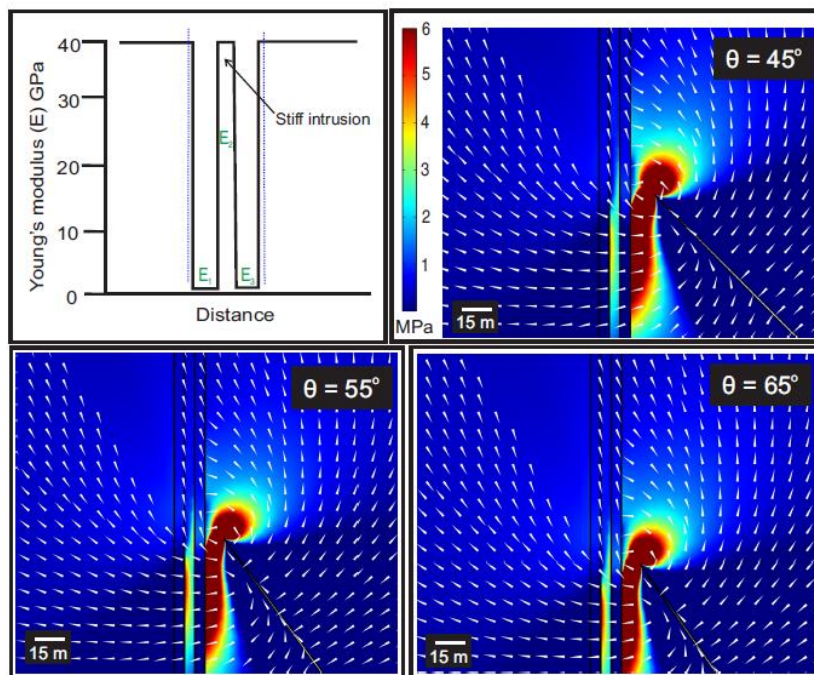 Young's modulus (E) GPa
40
30
20
10
0
Stiff intrusion
E2
E1
E3
Distance
6
5
4
3
2
1
MPa
θ = 45°
15 m
θ = 55°
15 m
θ = 65°
15 m